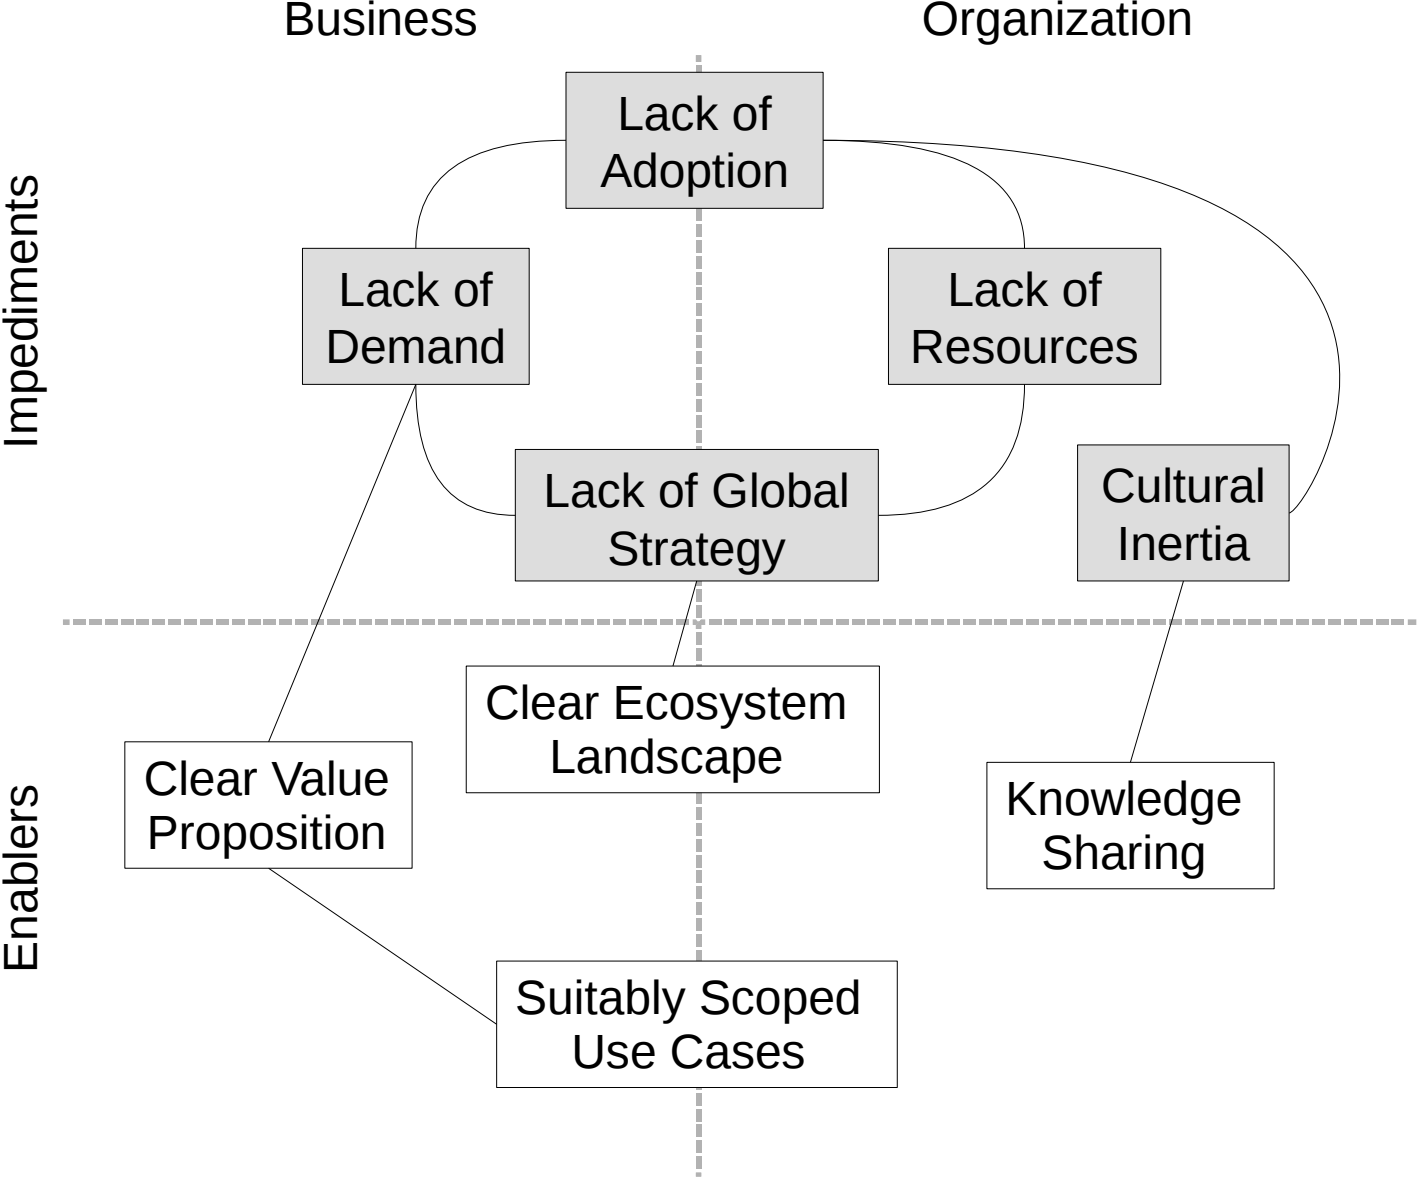 Business
Organization
Impediments
Lack of
Adoption
Lack of
Demand
Lack of
Resources
Lack of Global
Strategy
Cultural
Inertia
Enablers
Clear Ecosystem
Landscape
Clear Value
Proposition
Knowledge
Sharing
Suitably Scoped
Use Cases